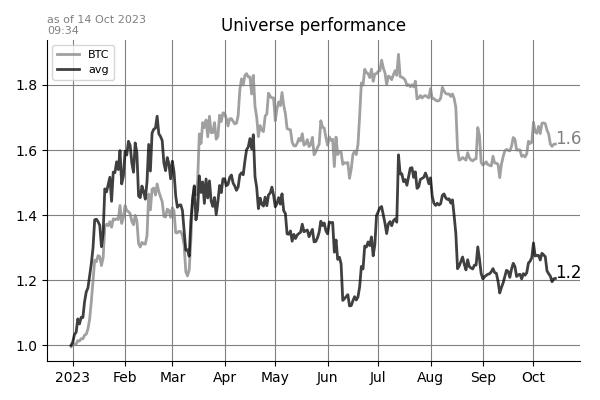 as of 14 Oct 2023
09:34
Universe performance
BTC
avg
1.8
1.6
1.4
1.2
1.0
1.6
1.2
2023 Feb Mar Apr May Jun Jul Aug Sep Oct